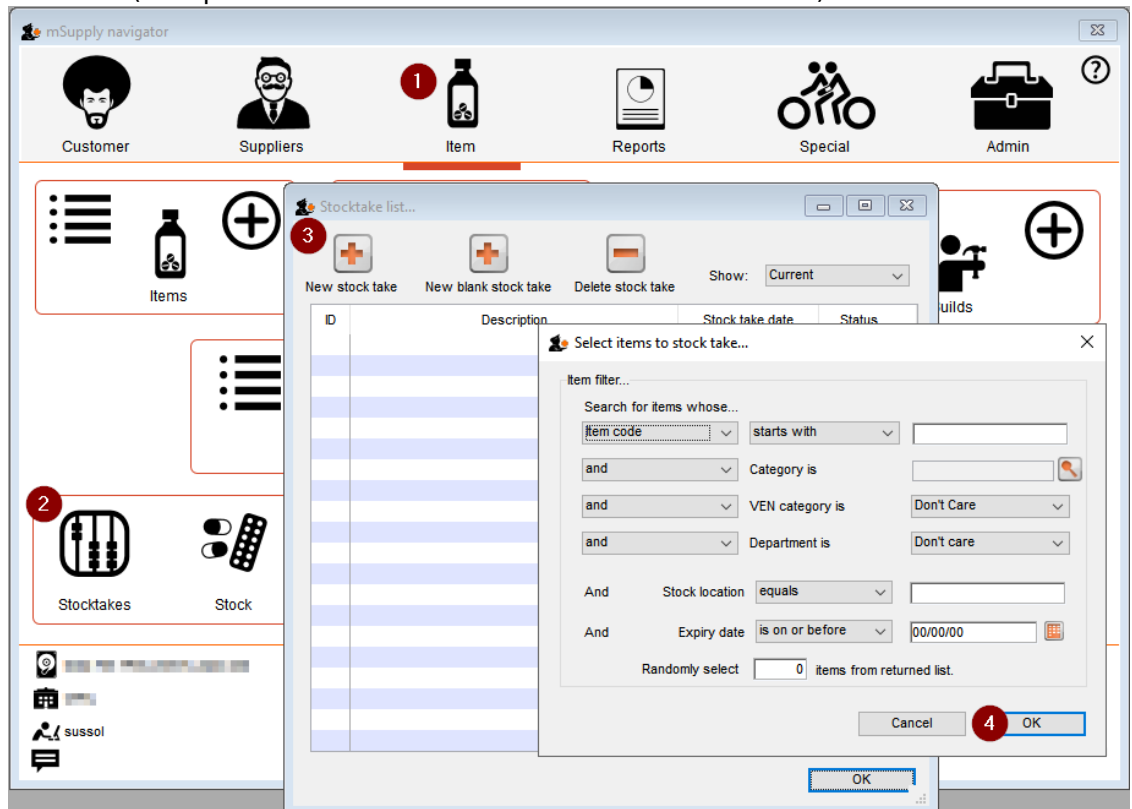 mSupply navigator
1
Customer
Suppliers
Item
Reports
Special
Admin
?
Items
Stocktake list...
3
New stock take
New blank stock take
Delete stock take
Show:
Current
ID
Description
Stock take date
Status
Select items to stock take...
Item filter...
Search for items whose...
Item code
starts with
and
Category is
and
VEN category is
Don't Care
and
Department is
Don't care
And
Stock location
equals
And
Expiry date
is on or before
00/00/00
Randomly select
0
items from returned list.
Cancel
4
OK
OK
2
Stocktakes
Stock
sussol